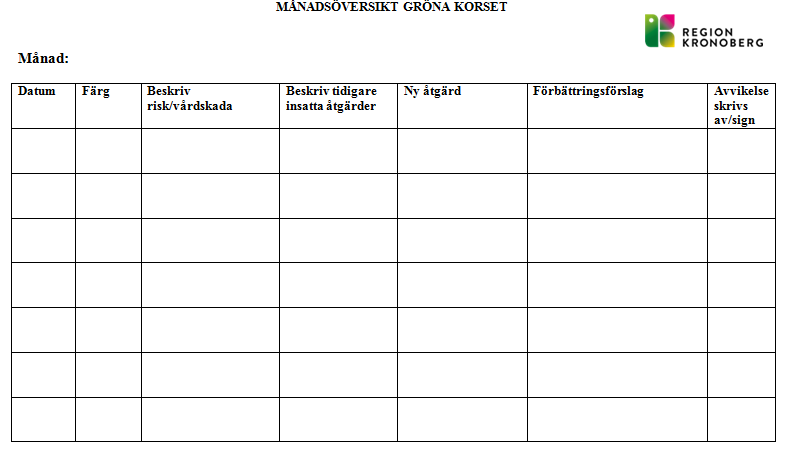 MÅNADSÖVERSIKT GRÖNA KORSET
REGION
KRONOBERG
Månad:
Datum
Färg
Beskriv
risk/vårdskada
Beskriv tidigare
insatta åtgärder
Ny åtgärd
Förbättringsförslag
Avvikelse
skrivs
av/sign